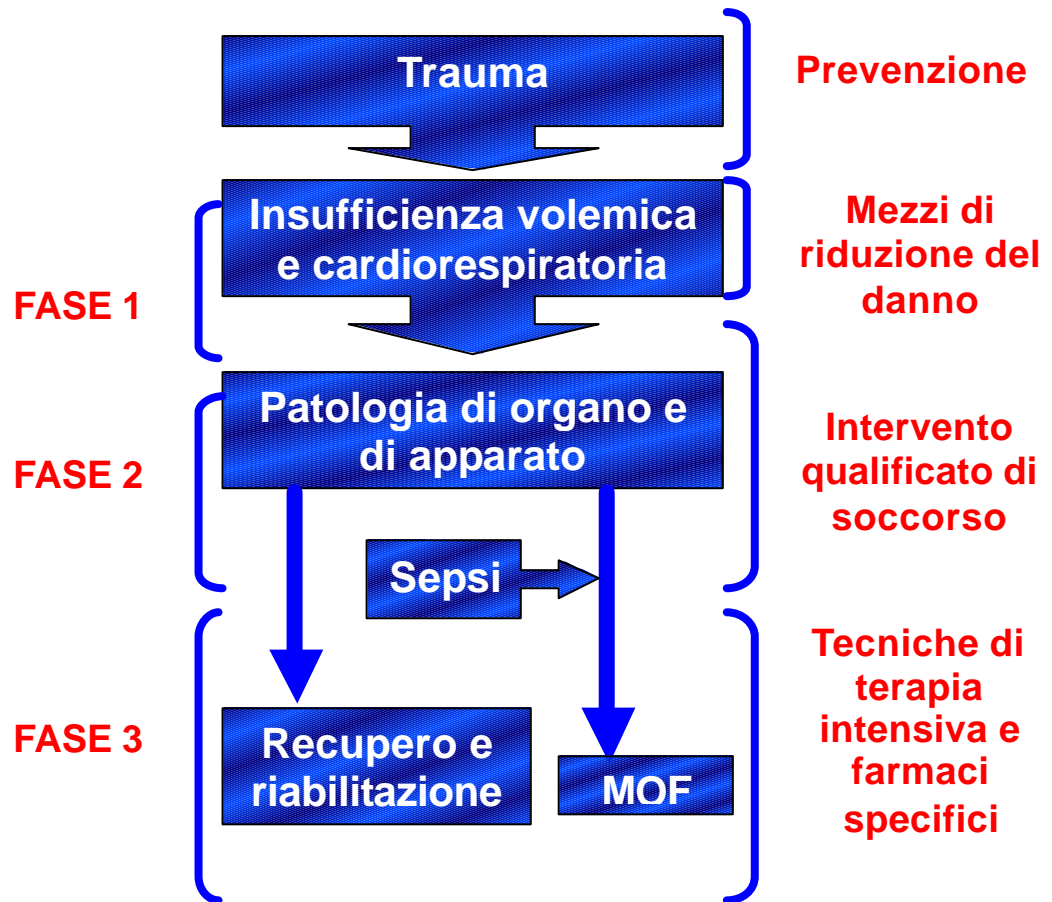 Trauma
Prevenzione
Insufficienza volemica
e cardiorespiratoria
Mezzi di
riduzione del
danno
FASE 1
Patologia di organo e
di apparato
FASE 2
Intervento
qualificato di
soccorso
Sepsi
FASE 3
Recupero e
riabilitazione
MOF
Tecniche di
terapia
intensiva e
farmaci
specifici